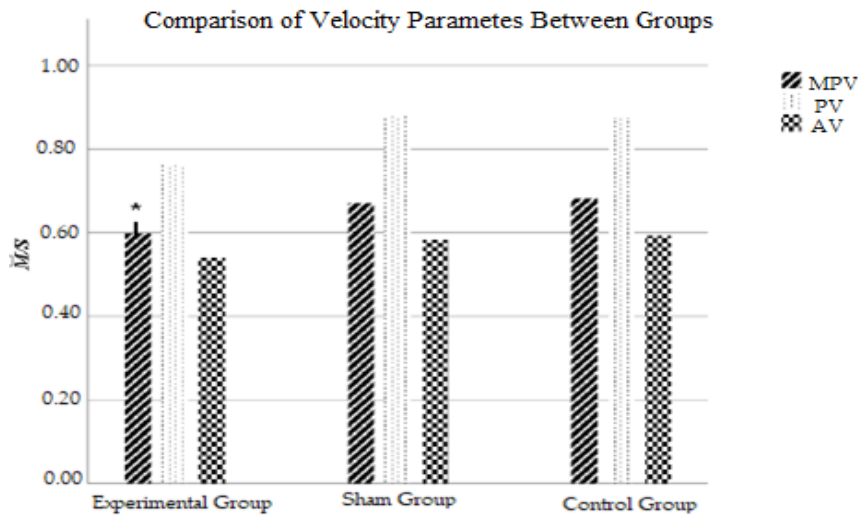 Comparison of Velocity Parametes Between Groups
1.00
0.80
0.60
0.40
0.20
0.00
M/S
*
MPV
PV
AV
Experimental Group
Sham Group
Control Group